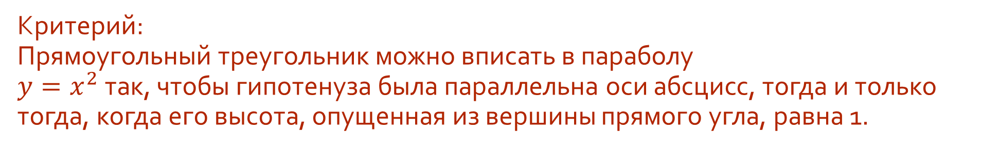 Критерий:
Прямоугольный треугольник можно вписать в параболу
y = x² так, чтобы гипотенуза была параллельна оси абсцисс, тогда и только
тогда, когда его высота, опущенная из вершины прямого угла, равна 1.